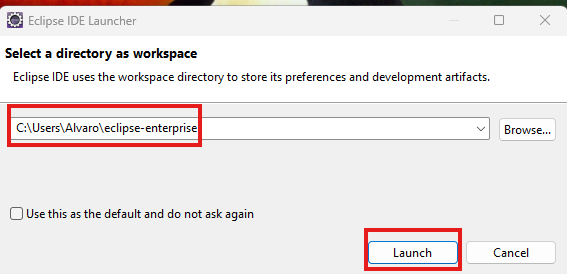 Eclipse IDE Launcher
Select a directory as workspace
Eclipse IDE uses the workspace directory to store its preferences and development artifacts.
C:\Users\Alvaro\eclipse-enterprise
Browse...
Use this as the default and do not ask again
Launch
Cancel